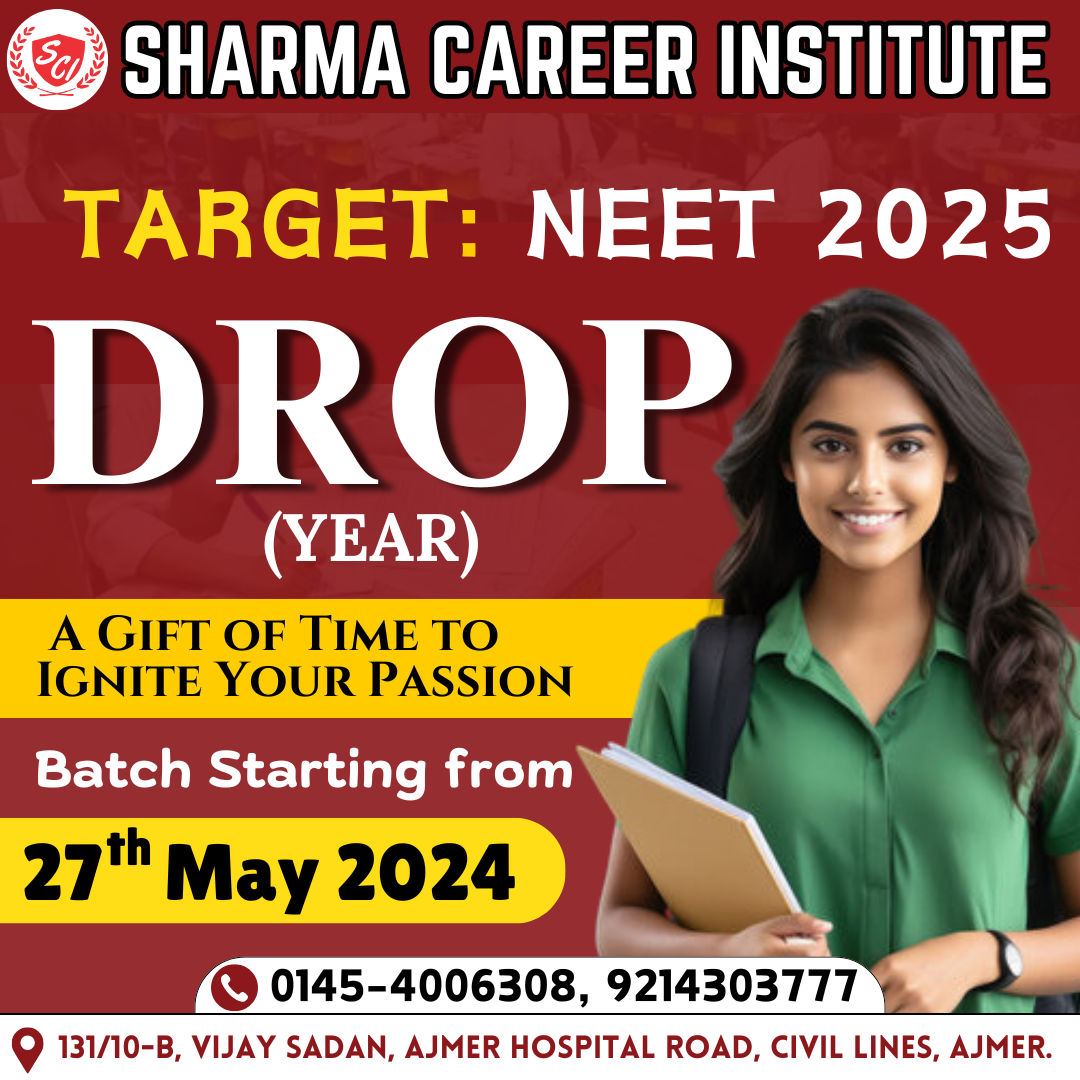 SCI
SHARMA CAREER INSTITUTE
TARGET: NEET 2025
DROP
(YEAR)
A GIFT OF TIME TO
IGNITE YOUR PASSION
Batch Starting from
27th May 2024
0145-4006308, 9214303777
131/10-B, VIJAY SADAN, AJMER HOSPITAL ROAD, CIVIL LINES, AJMER.